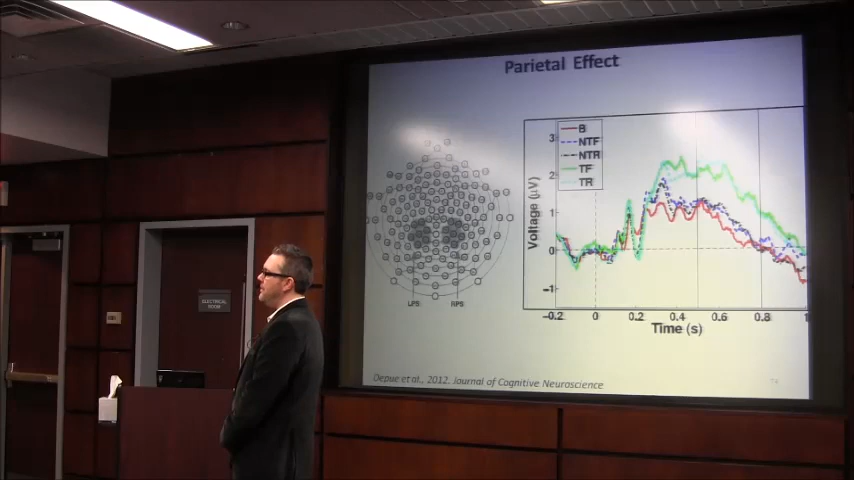 Parietal Effect
3
2
1
0
-1
Voltage (μV)
B
NTF
NTR
TF
TR
-0.2
0
0.2
0.4
0.6
0.8
1
Time (s)
LPS
RPS
Depue et al., 2012, Journal of Cognitive Neuroscience
ELECTRICAL
ROOM